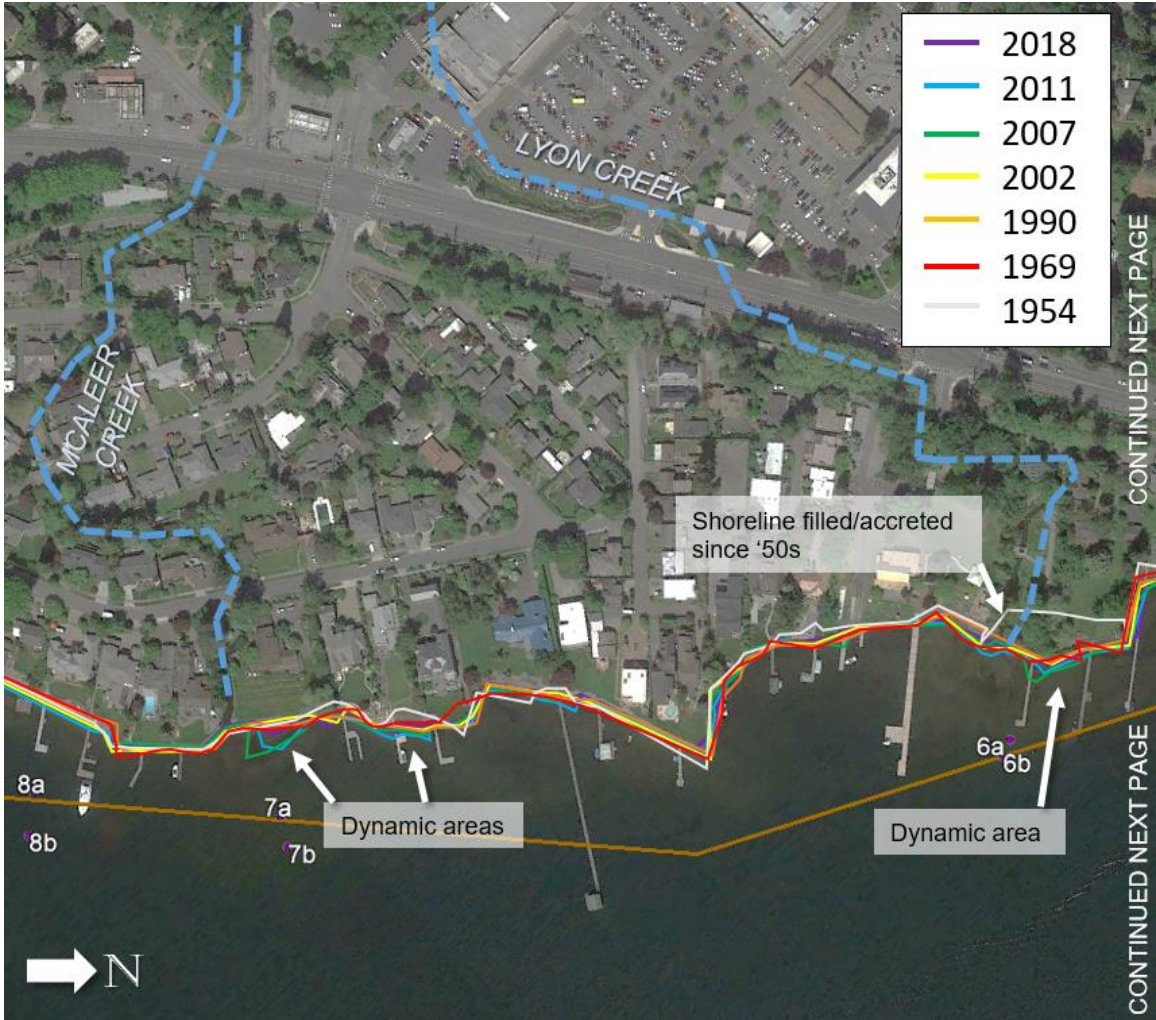 2018
2011
2007
2002
1990
1969
1954
LYON CREEK
MCALEER
CREEK
CONTINUED NEXT PAGE
Shoreline filled/accreted
since ‘50s
6a
6b
8a
7a
Dynamic areas
Dynamic area
8b
7b
N
CONTINUED NEXT PAGE